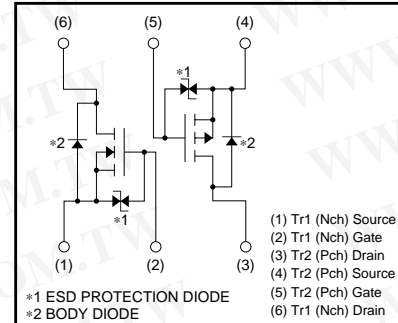 (6) (5) (4)
∗1
∗2 ∗2
∗1
(1) (2) (3)
∗1 ESD PROTECTION DIODE
∗2 BODY DIODE
(1) Tr1 (Nch) Source
(2) Tr1 (Nch) Gate
(3) Tr2 (Pch) Drain
(4) Tr2 (Pch) Source
(5) Tr2 (Pch) Gate
(6) Tr1 (Nch) Drain